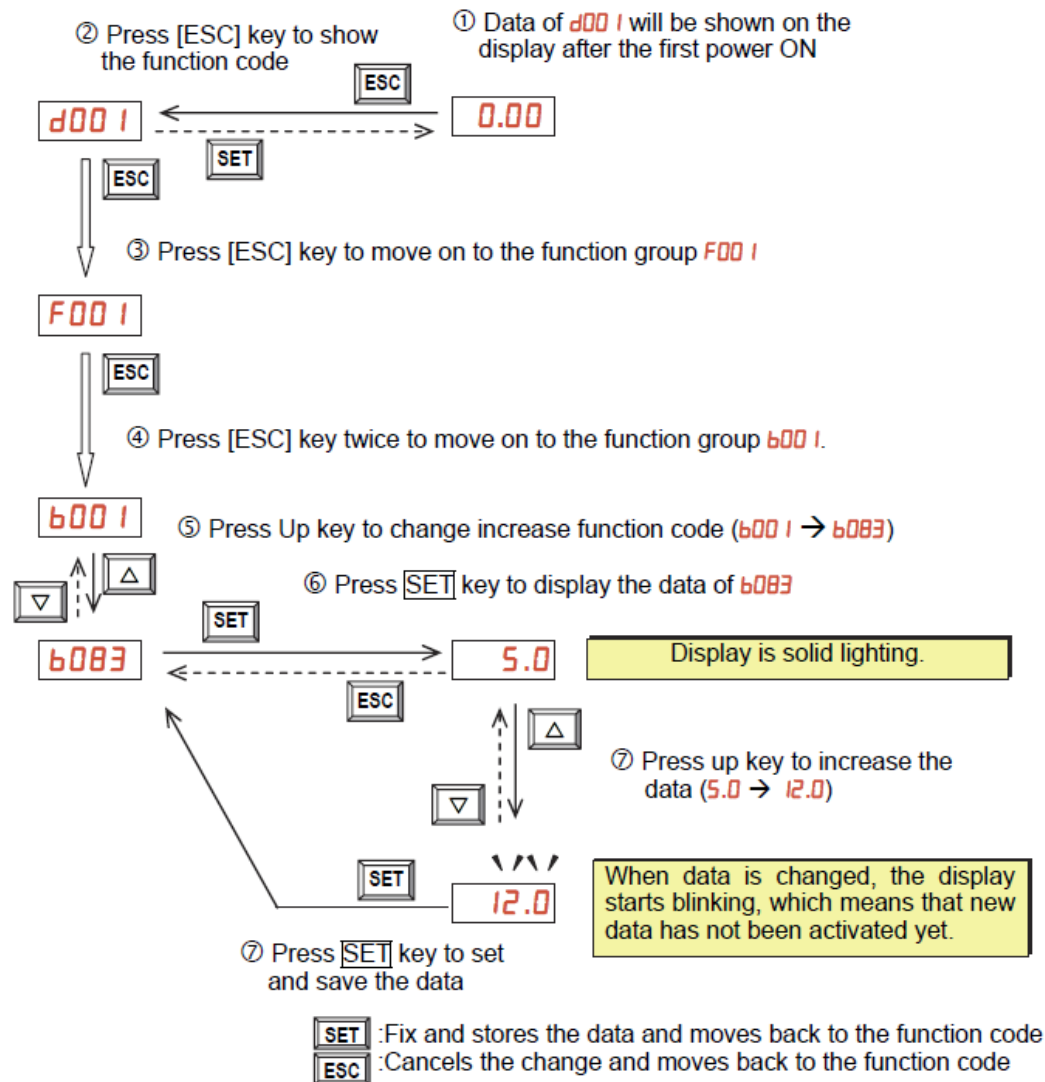 ② Press [ESC] key to show
the function code
① Data of d001 will be shown on the
display after the first power ON
ESC
d001
0.00
SET
ESC
③ Press [ESC] key to move on to the function group F001
F001
ESC
④ Press [ESC] key twice to move on to the function group b001.
b001
⑤ Press Up key to change increase function code (b001 → b083)
△
▽
⑥ Press SET key to display the data of b083
SET
b083
5.0
Display is solid lighting.
ESC
△
⑦ Press up key to increase the
data (5.0 → 12.0)
▽
SET
12.0
When data is changed, the display
starts blinking, which means that new
data has not been activated yet.
⑦ Press SET key to set
and save the data
SET :Fix and stores the data and moves back to the function code
ESC :Cancels the change and moves back to the function code